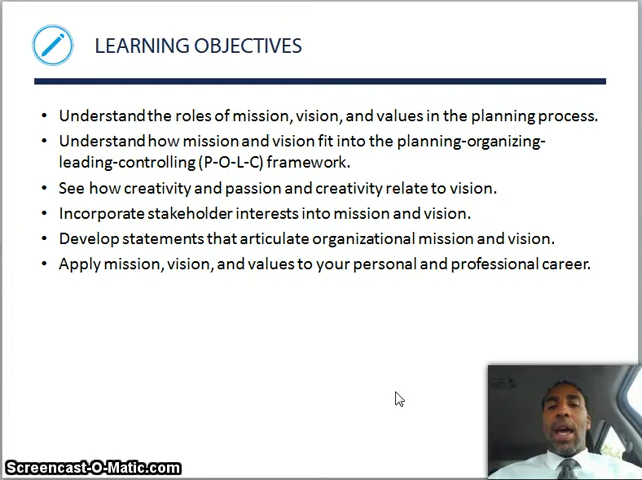 LEARNING OBJECTIVES
• Understand the roles of mission, vision, and values in the planning process.
• Understand how mission and vision fit into the planning-organizing-
leading-controlling (P-O-L-C) framework.
• See how creativity and passion and creativity relate to vision.
• Incorporate stakeholder interests into mission and vision.
• Develop statements that articulate organizational mission and vision.
• Apply mission, vision, and values to your personal and professional career.
Screencast-O-Matic.com